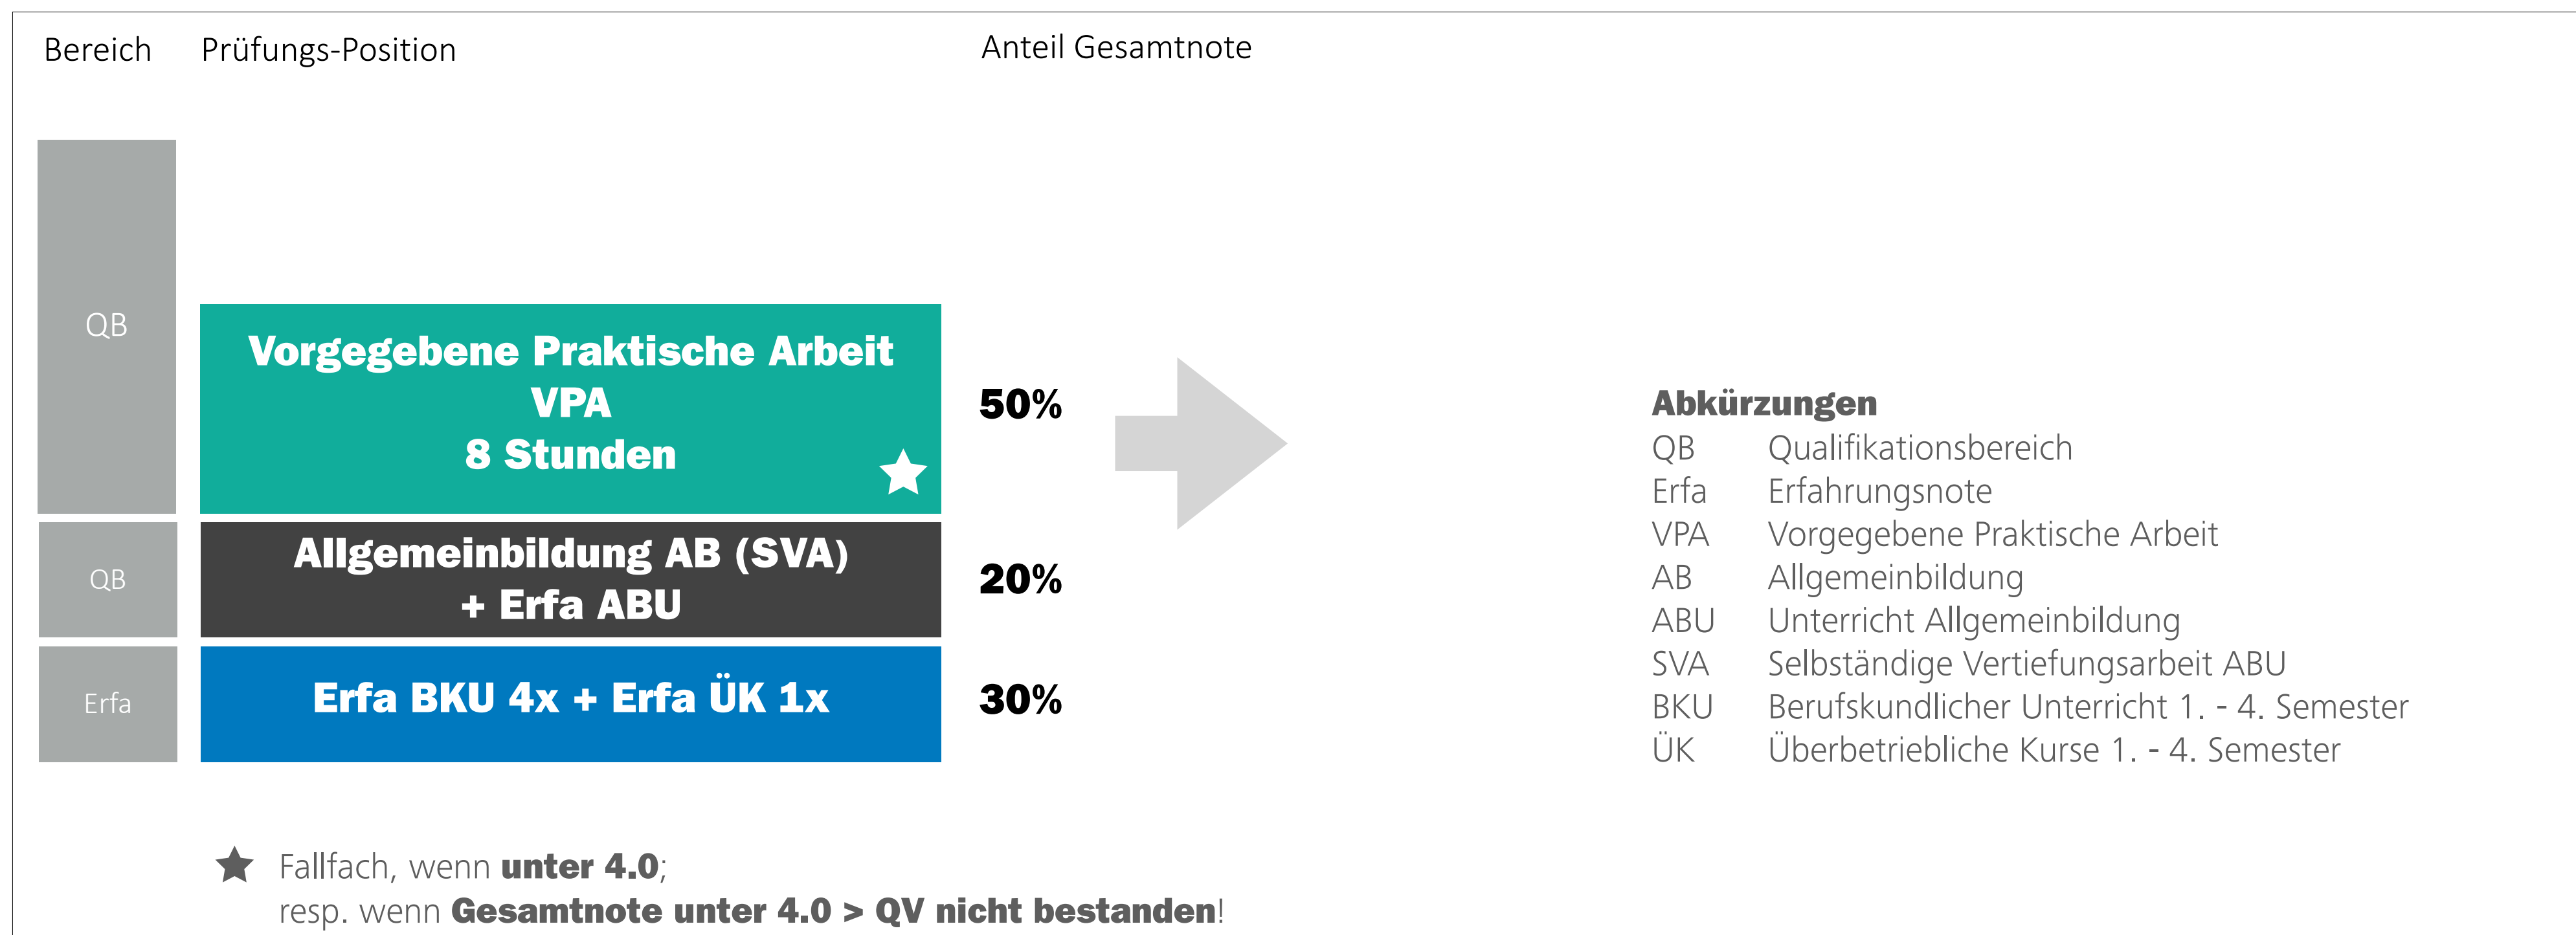 Bereich Prüfungs-Position Anteil Gesamtnote
QB
Vorgegebene Praktische Arbeit
VPA
8 Stunden
50%
QB
Allgemeinbildung AB (SVA)
+ Erfa ABU
20%
Erfa
Erfa BKU 4x + Erfa ÜK 1x
30%
Abkürzungen
QB Qualifikationsbereich
Erfa Erfahrungsnote
VPA Vorgegebene Praktische Arbeit
AB Allgemeinbildung
ABU Unterricht Allgemeinbildung
SVA Selbständige Vertiefungsarbeit ABU
BKU Berufskundlicher Unterricht 1. - 4. Semester
ÜK Überbetriebliche Kurse 1. - 4. Semester
Fallfach, wenn unter 4.0;
resp. wenn Gesamtnote unter 4.0 > QV nicht bestanden!